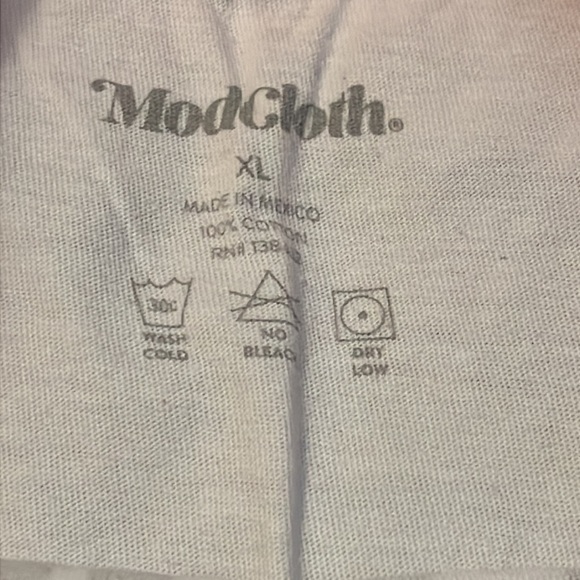 ModCloth®
XL
MADE IN MEXICO
100% COTTON
RN# 138
30c
WASH
COLD
NO
BLEAC
DRY
LOW